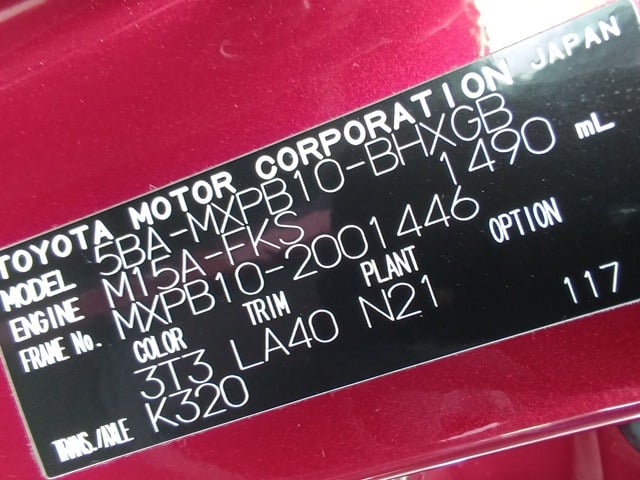 TOYOTA MOTOR CORPORATION JAPAN
MODEL 5BA-MXPB10-BHXGB
ENGINE M15A-FKS 1490 mL
FRAME No. MXPB10-2001446
COLOR TRIM PLANT OPTION
3T3 LA40 N21 117
TRANS./AXLE K320